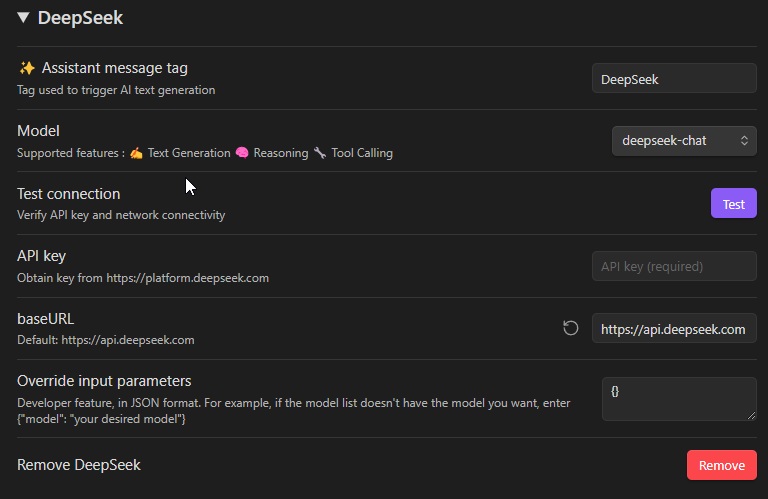 ▼ DeepSeek
✨ Assistant message tag
Tag used to trigger AI text generation
DeepSeek
Model
Supported features : ✍️ Text Generation 🧠 Reasoning 🔧 Tool Calling
deepseek-chat
Test connection
Verify API key and network connectivity
Test
API key
Obtain key from https://platform.deepseek.com
API key (required)
baseURL
Default: https://api.deepseek.com
https://api.deepseek.com
Override input parameters
Developer feature, in JSON format. For example, if the model list doesn't have the model you want, enter
{"model": "your desired model"}
{}
Remove DeepSeek
Remove